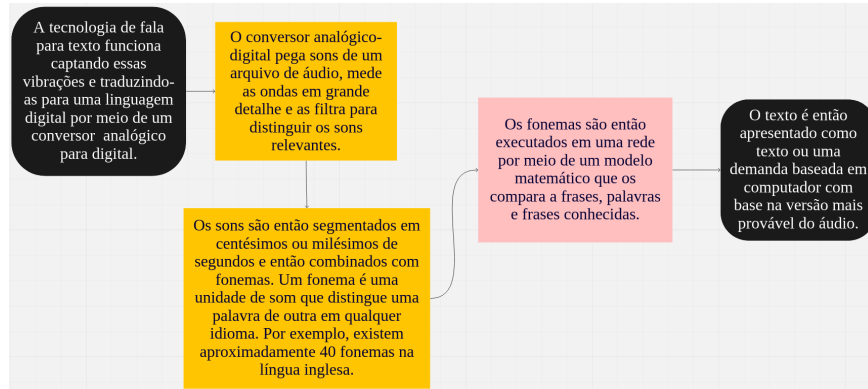 A tecnologia de fala
para texto funciona
captando essas
vibrações e traduzindo-
as para uma linguagem
digital por meio de um
conversor analógico
para digital.
O conversor analógico-
digital pega sons de um
arquivo de áudio, mede
as ondas em grande
detalhe e as filtra para
distinguir os sons
relevantes.
Os sons são então segmentados em
centésimos ou milésimos de
segundos e então combinados com
fonemas. Um fonema é uma
unidade de som que distingue uma
palavra de outra em qualquer
idioma. Por exemplo, existem
aproximadamente 40 fonemas na
língua inglesa.
Os fonemas são então
executados em uma rede
por meio de um modelo
matemático que os
compara a frases, palavras
e frases conhecidas.
O texto é então
apresentado como
texto ou uma
demanda baseada em
computador com
base na versão mais
provável do áudio.